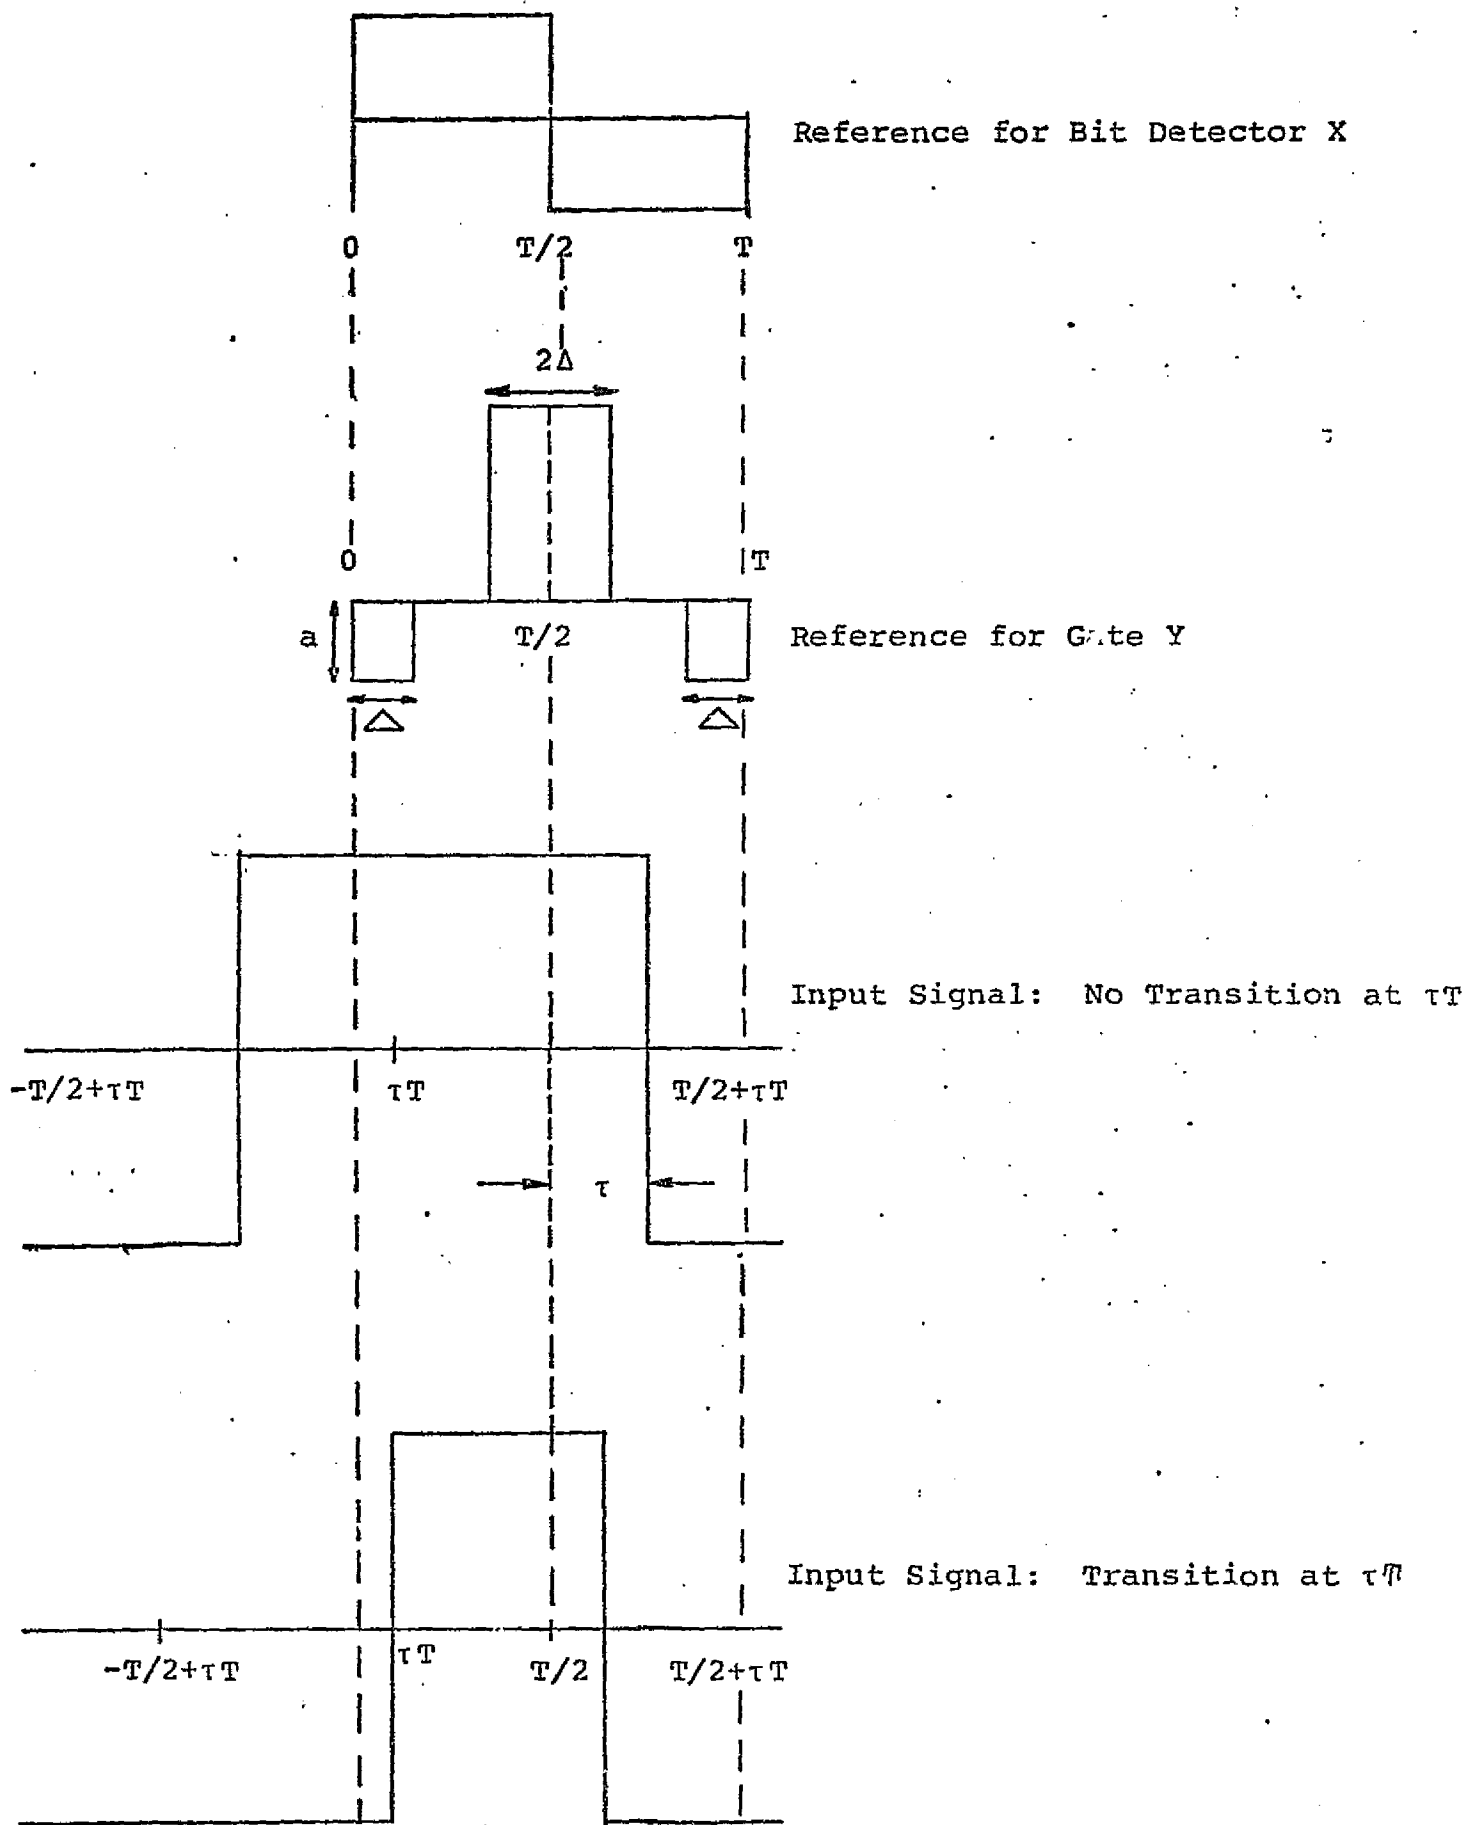 Reference for Bit Detector X
0 T/2 T
2Δ
0 T
a T/2 Reference for Gate Y
Δ Δ
Input Signal: No Transition at τT
-T/2+τT τT T/2+τT
τ
Input Signal: Transition at τT
-T/2+τT τT T/2 T/2+τT